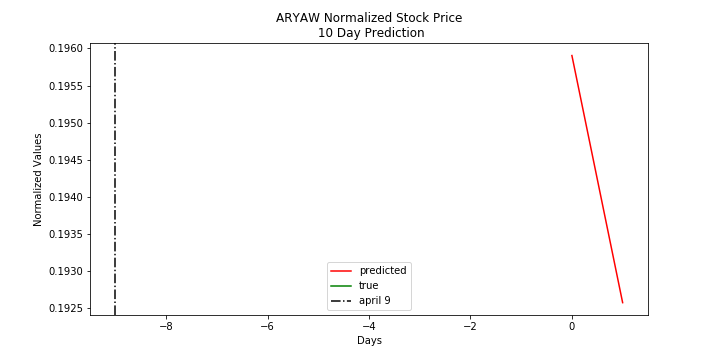 ARYAW Normalized Stock Price
10 Day Prediction
0.1960
0.1955
0.1950
0.1945
0.1940
0.1935
0.1930
0.1925
Normalized Values
predicted
true
april 9
−8 −6 −4 −2 0
Days